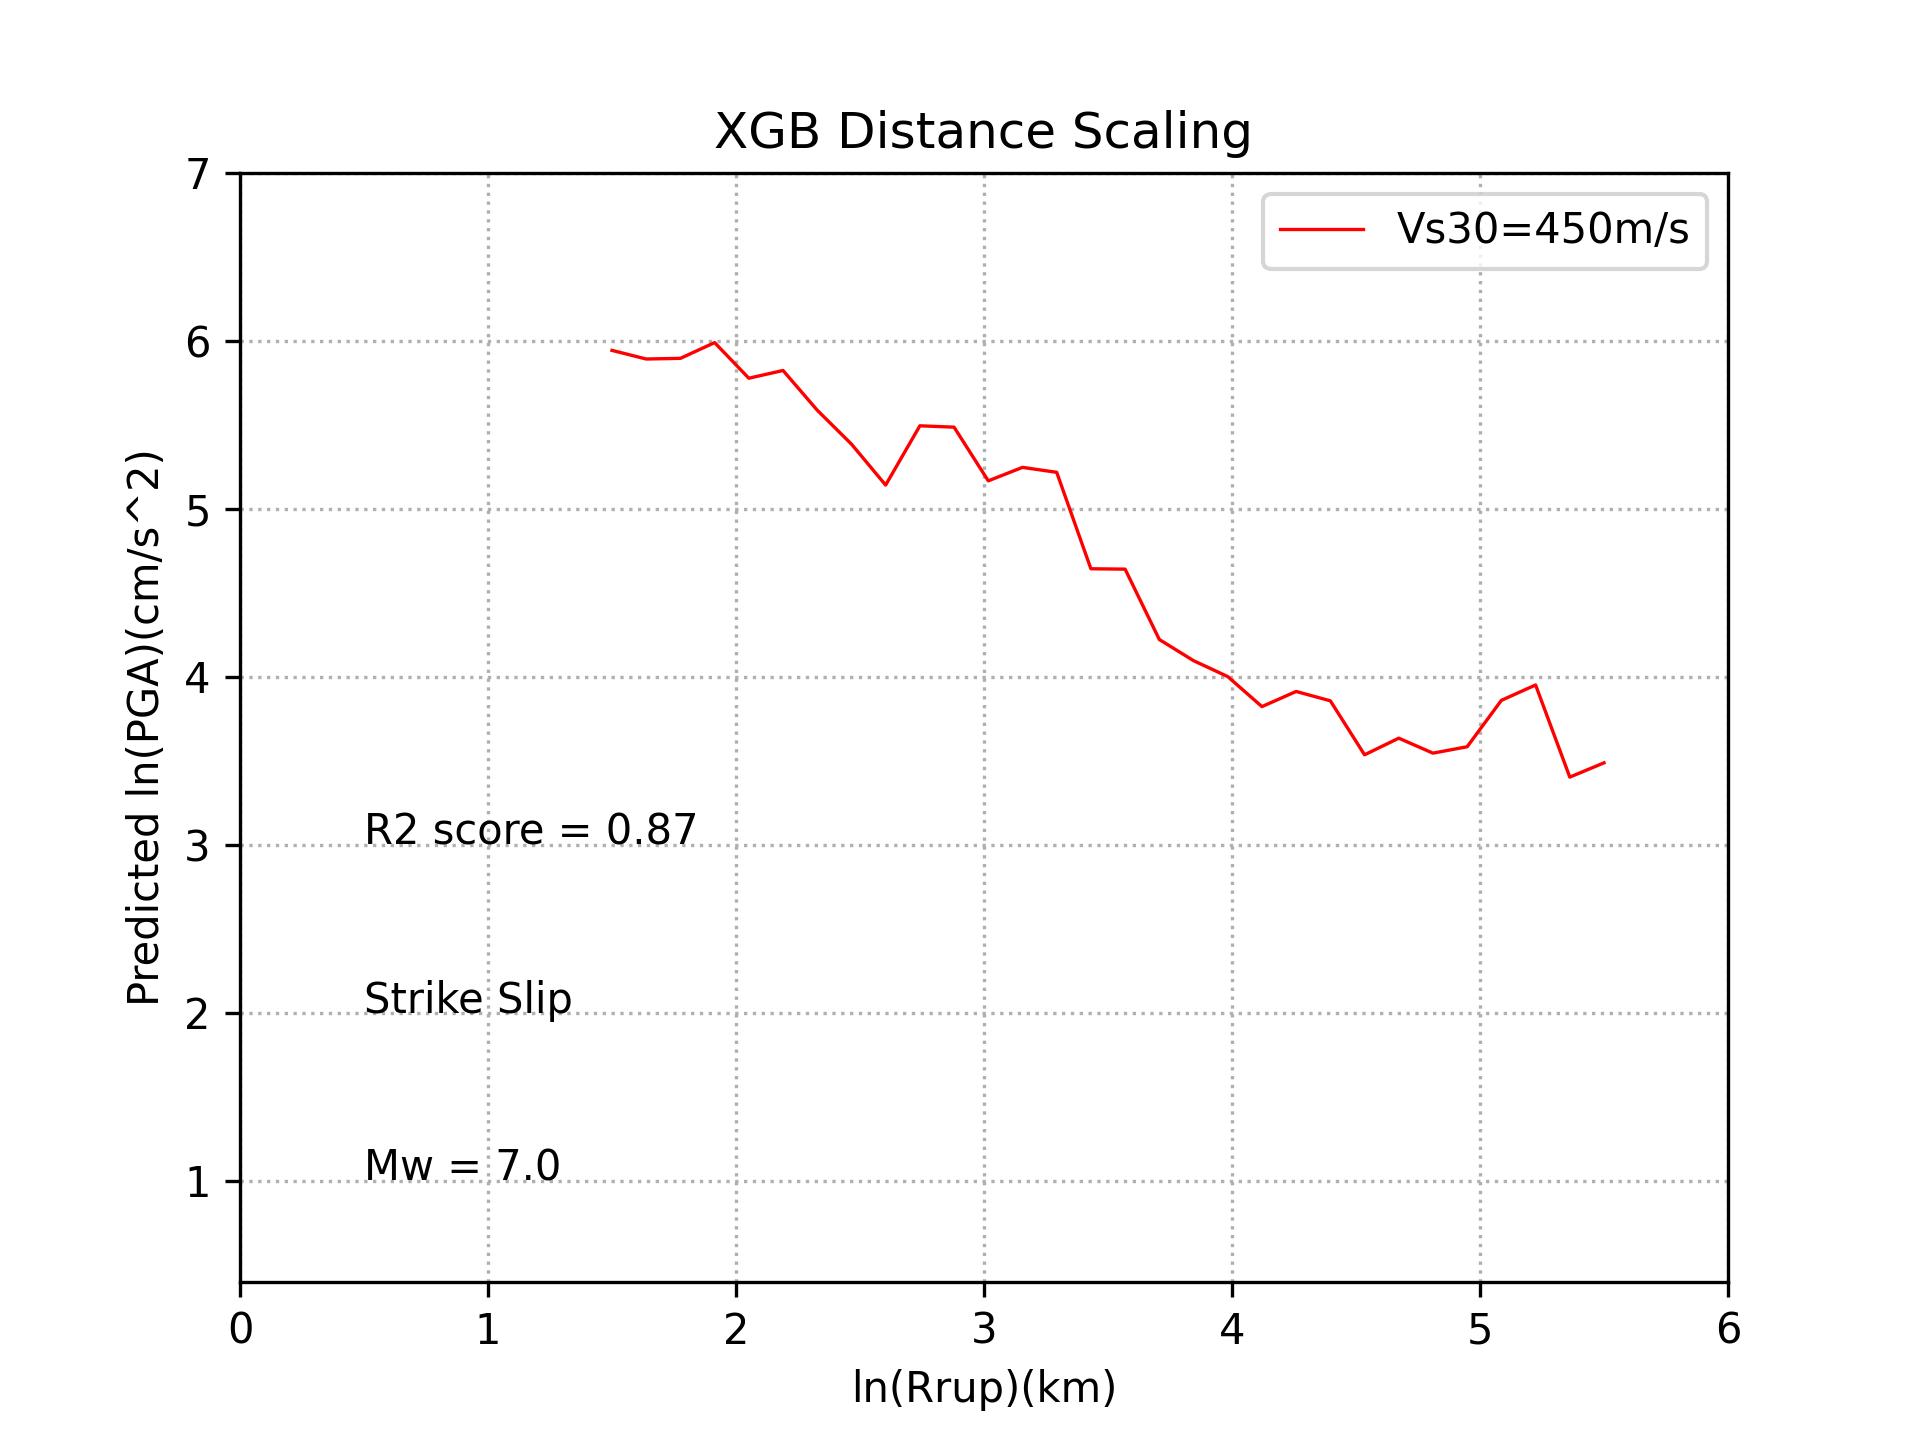 XGB Distance Scaling
Vs30=450m/s
7
6
5
4
3
2
1
Predicted ln(PGA)(cm/s^2)
R2 score = 0.87
Strike Slip
Mw = 7.0
0 1 2 3 4 5 6
ln(Rrup)(km)